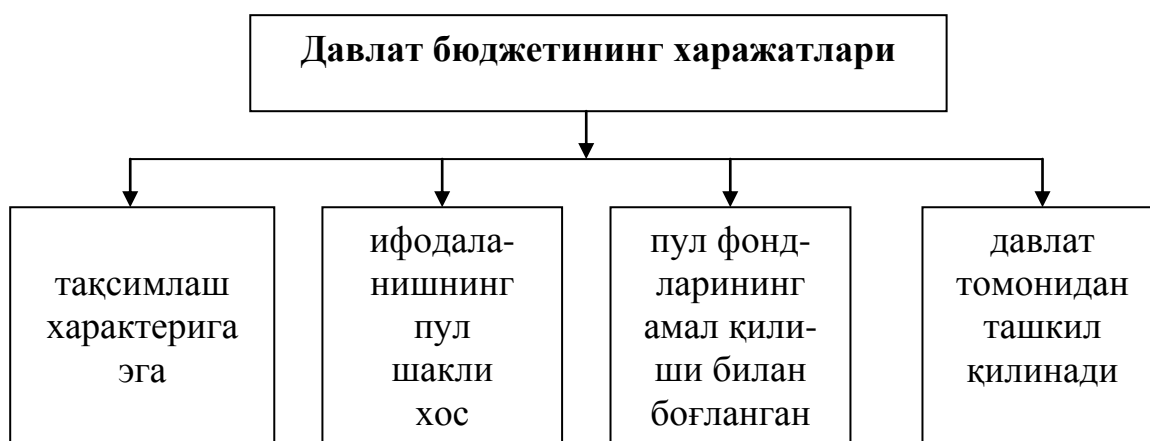 Давлат бюджетининг харажатлари
тақсимлаш
характерига
эга
ифодала-
нишнинг
пул
шакли
хос
пул фонд-
ларининг
амал қили-
ши билан
боғланган
давлат
томонидан
ташкил
қилинади